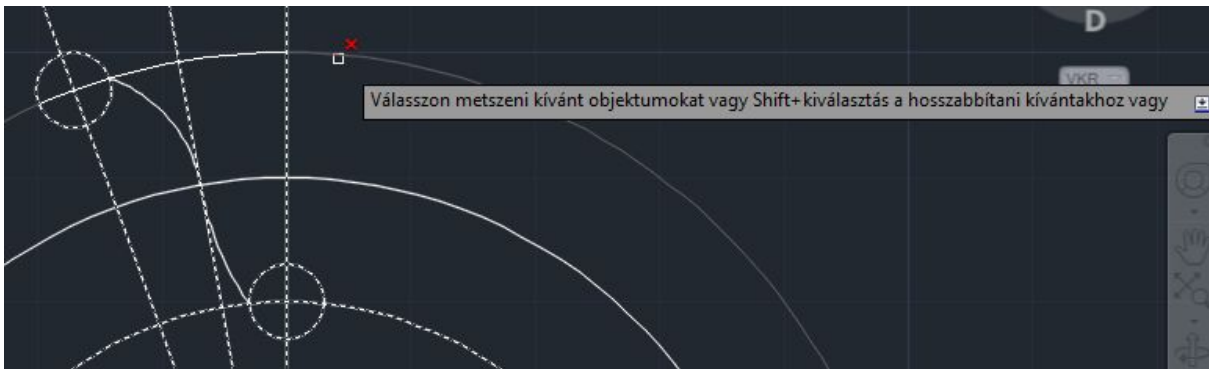 D
VKR
Válasszon metszeni kívánt objektumokat vagy Shift+kiválasztás a hosszabbítani kívántakhoz vagy